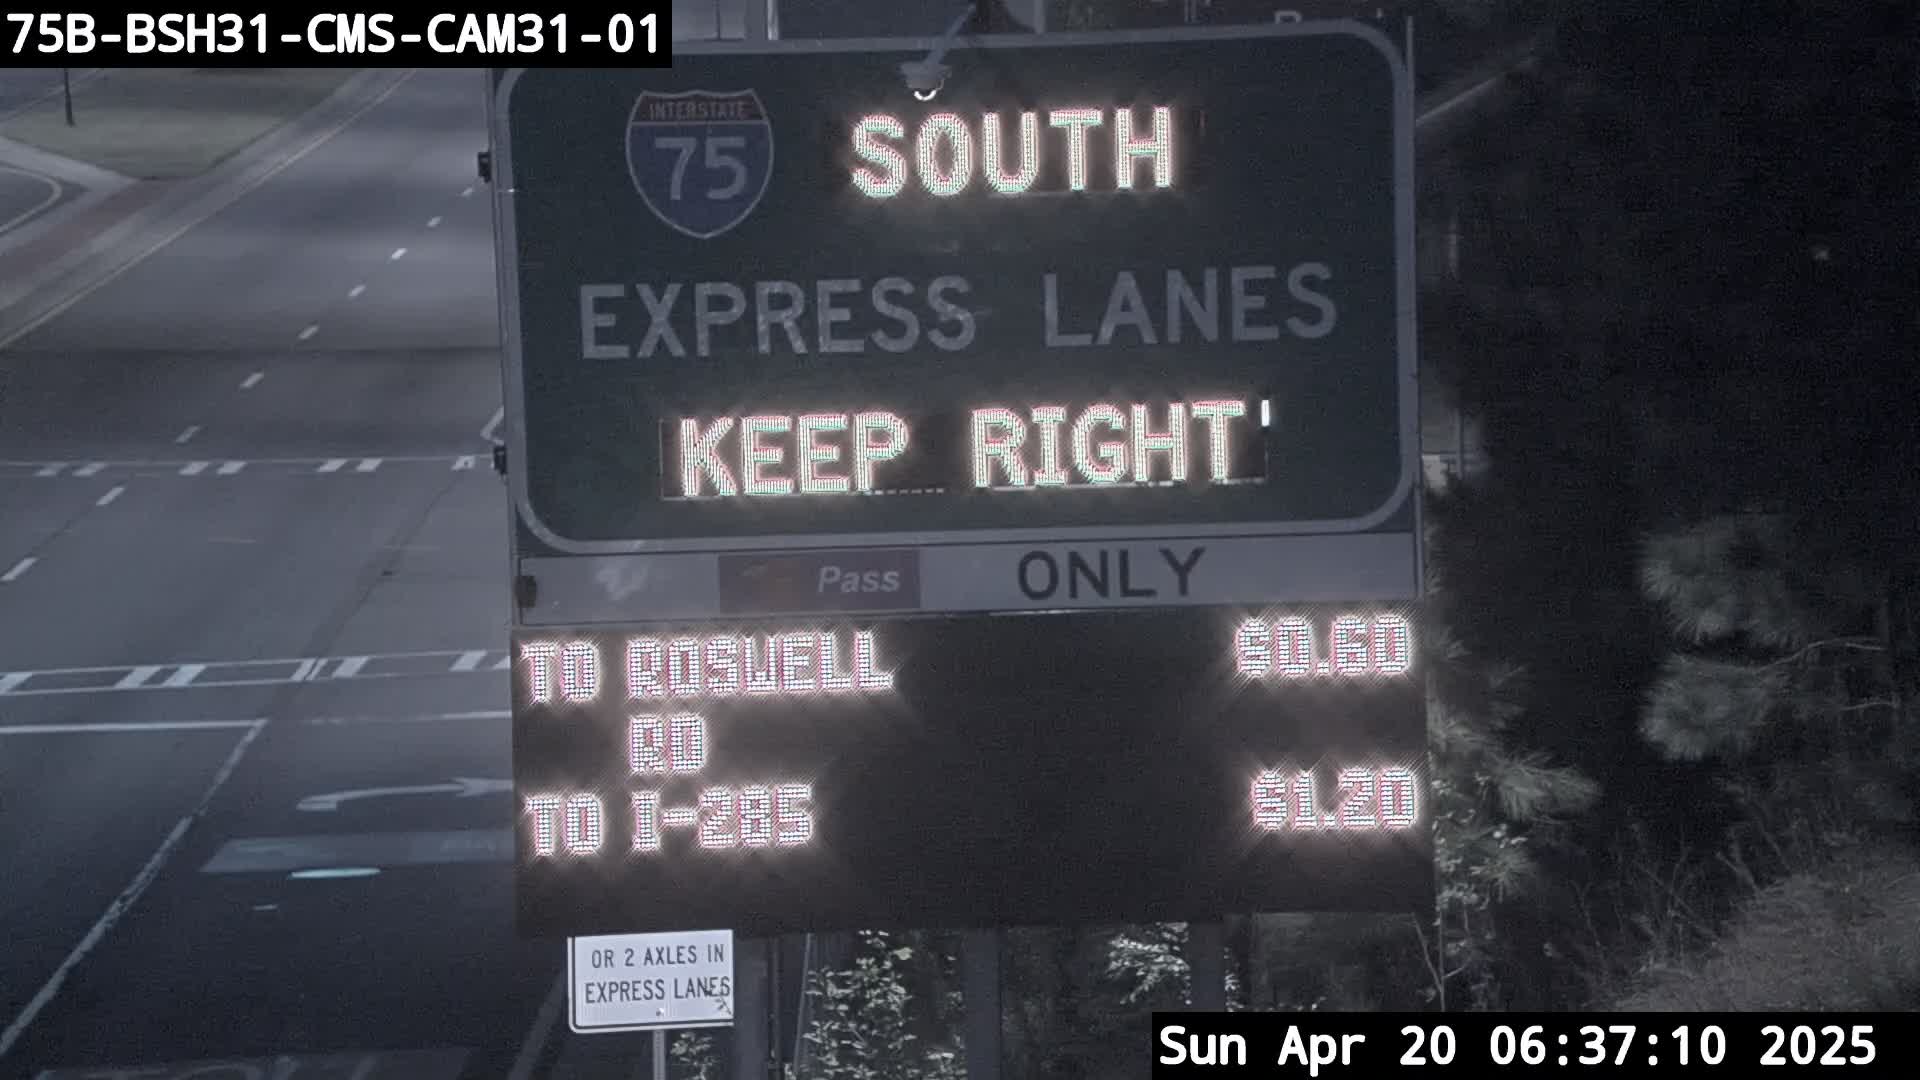 75B-BSH31-CMS-CAM31-01
INTERSTATE
75
SOUTH
EXPRESS LANES
KEEP RIGHT
Pass ONLY
TO ROSWELL $0.60
RD
TO I-285 $1.20
OR 2 AXLES IN
EXPRESS LANES
Sun Apr 20 06:37:10 2025